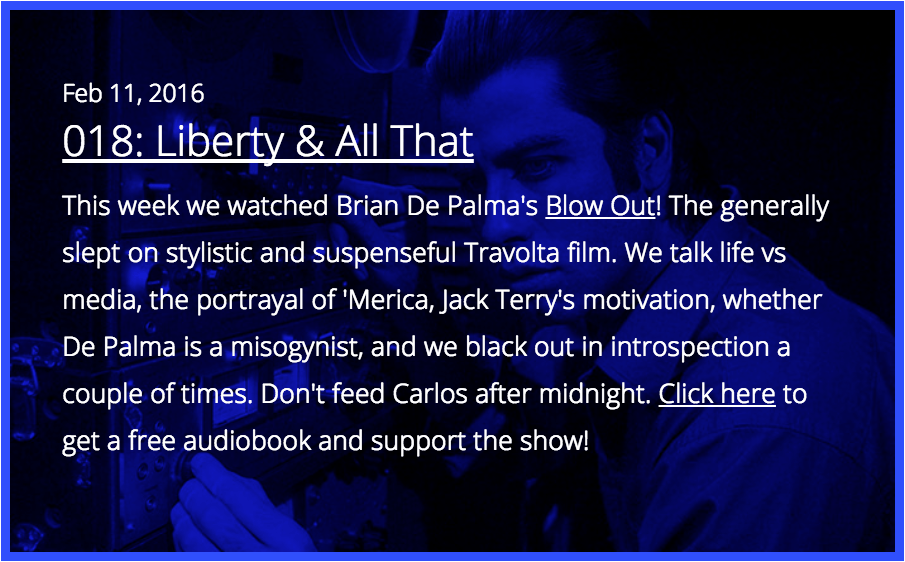 Feb 11, 2016
018: Liberty & All That
This week we watched Brian De Palma's Blow Out! The generally
slept on stylistic and suspenseful Travolta film. We talk life vs
media, the portrayal of 'Merica, Jack Terry's motivation, whether
De Palma is a misogynist, and we black out in introspection a
couple of times. Don't feed Carlos after midnight. Click here to
get a free audiobook and support the show!